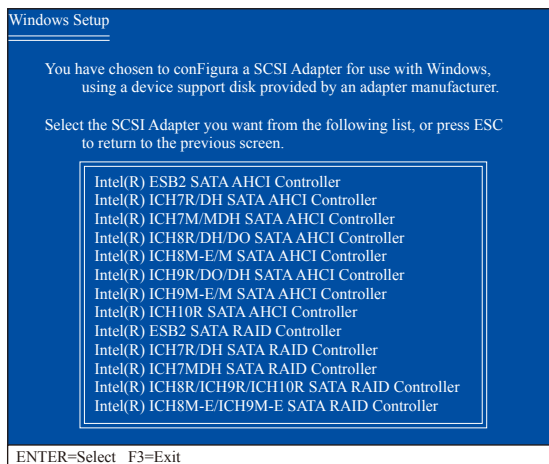 Windows Setup
You have chosen to conFigura a SCSI Adapter for use with Windows,
using a device support disk provided by an adapter manufacturer.
Select the SCSI Adapter you want from the following list, or press ESC
to return to the previous screen.
Intel(R) ESB2 SATA AHCI Controller
Intel(R) ICH7R/DH SATA AHCI Controller
Intel(R) ICH7M/MDH SATA AHCI Controller
Intel(R) ICH8R/DH/DO SATA AHCI Controller
Intel(R) ICH8M-E/M SATA AHCI Controller
Intel(R) ICH9R/DO/DH SATA AHCI Controller
Intel(R) ICH9M-E/M SATA AHCI Controller
Intel(R) ICH10R SATA AHCI Controller
Intel(R) ESB2 SATA RAID Controller
Intel(R) ICH7R/DH SATA RAID Controller
Intel(R) ICH7MDH SATA RAID Controller
Intel(R) ICH8R/ICH9R/ICH10R SATA RAID Controller
Intel(R) ICH8M-E/ICH9M-E SATA RAID Controller
ENTER=Select F3=Exit